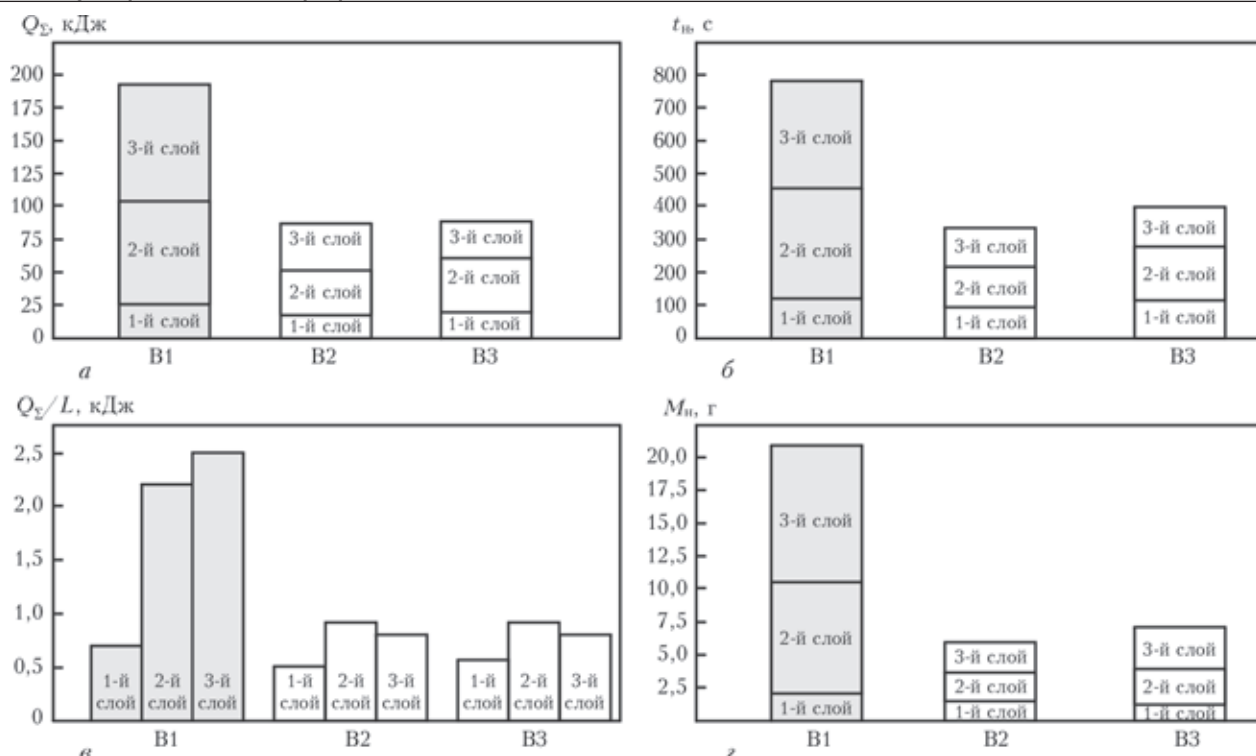 Q_Σ, кДж
200
175
150
125
100
75
50
25
0
3-й слой
2-й слой
1-й слой
3-й слой
2-й слой
1-й слой
3-й слой
2-й слой
1-й слой
В1 В2 В3
а
t_н, с
800
700
600
500
400
300
200
100
0
3-й слой
2-й слой
1-й слой
3-й слой
2-й слой
1-й слой
3-й слой
2-й слой
1-й слой
В1 В2 В3
б
Q_Σ/L, кДж
2,5
2,0
1,5
1,0
0,5
0
1-й 2-й 3-й
слой слой слой
1-й 2-й 3-й
слой слой слой
1-й 2-й 3-й
слой слой слой
В1 В2 В3
в
M_н, г
20,0
17,5
15,0
12,5
10,0
7,5
5,0
2,5
3-й слой
2-й слой
1-й слой
3-й слой
2-й слой
1-й слой
3-й слой
2-й слой
1-й слой
В1 В2 В3
г